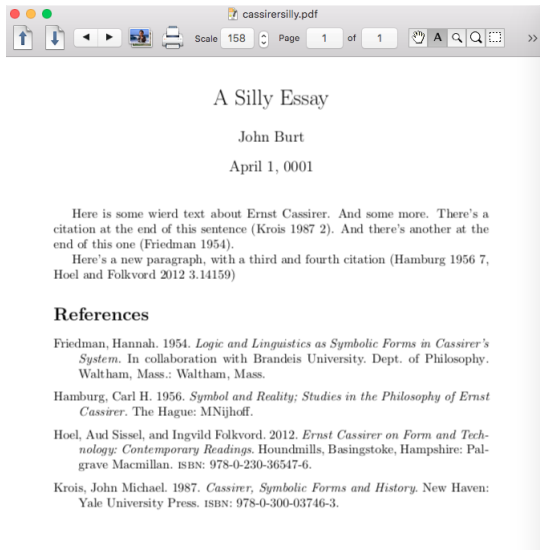 cassirersilly.pdf
Scale 158 Page 1 of 1 A >>
A Silly Essay
John Burt
April 1, 0001
Here is some wierd text about Ernst Cassirer. And some more. There's a
citation at the end of this sentence (Krois 1987 2). And there's another at the
end of this one (Friedman 1954).
Here's a new paragraph, with a third and fourth citation (Hamburg 1956 7,
Hoel and Folkvord 2012 3.14159)
References
Friedman, Hannah. 1954. Logic and Linguistics as Symbolic Forms in Cassirer's
System. In collaboration with Brandeis University. Dept. of Philosophy.
Waltham, Mass.: Waltham, Mass.
Hamburg, Carl H. 1956. Symbol and Reality; Studies in the Philosophy of Ernst
Cassirer. The Hague: MNijhoff.
Hoel, Aud Sissel, and Ingvild Folkvord. 2012. Ernst Cassirer on Form and Tech-
nology: Contemporary Readings. Houndmills, Basingstoke, Hampshire: Pal-
grave Macmillan. ISBN: 978-0-230-36547-6.
Krois, John Michael. 1987. Cassirer, Symbolic Forms and History. New Haven:
Yale University Press. ISBN: 978-0-300-03746-3.